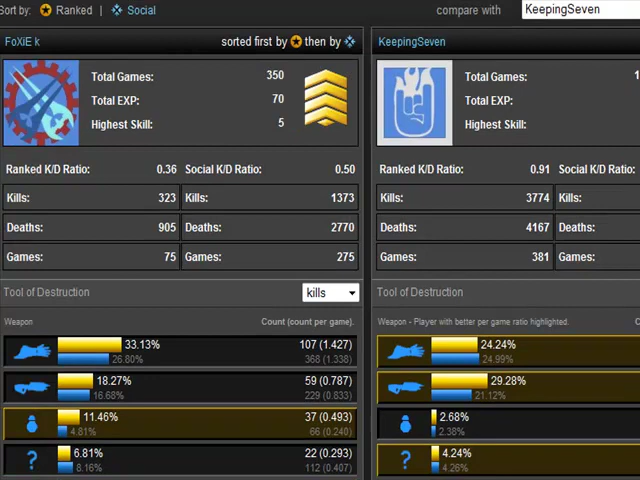 Sort by: Ranked | Social compare with KeepingSeven
FoXiE k sorted first by then by KeepingSeven
Total Games: 350 Total Games: 1
Total EXP: 70 Total EXP:
Highest Skill: 5 Highest Skill:
Ranked K/D Ratio: 0.36 Social K/D Ratio: 0.50 Ranked K/D Ratio: 0.91 Social K/D Ratio:
Kills: 323 Kills: 1373 Kills: 3774 Kills:
Deaths: 905 Deaths: 2770 Deaths: 4167 Deaths:
Games: 75 Games: 275 Games: 381 Games:
Tool of Destruction kills Tool of Destruction
Weapon Count (count per game). Weapon - Player with better per game ratio highlighted. C
33.13% 107 (1.427) 24.24%
26.80% 368 (1.338) 24.99%
18.27% 59 (0.787) 29.28%
16.68% 229 (0.833) 21.12%
11.46% 37 (0.493) 2.68%
4.81% 66 (0.240) 2.38%
? 6.81% 22 (0.293) ? 4.24%
8.16% 112 (0.407) 4.26%